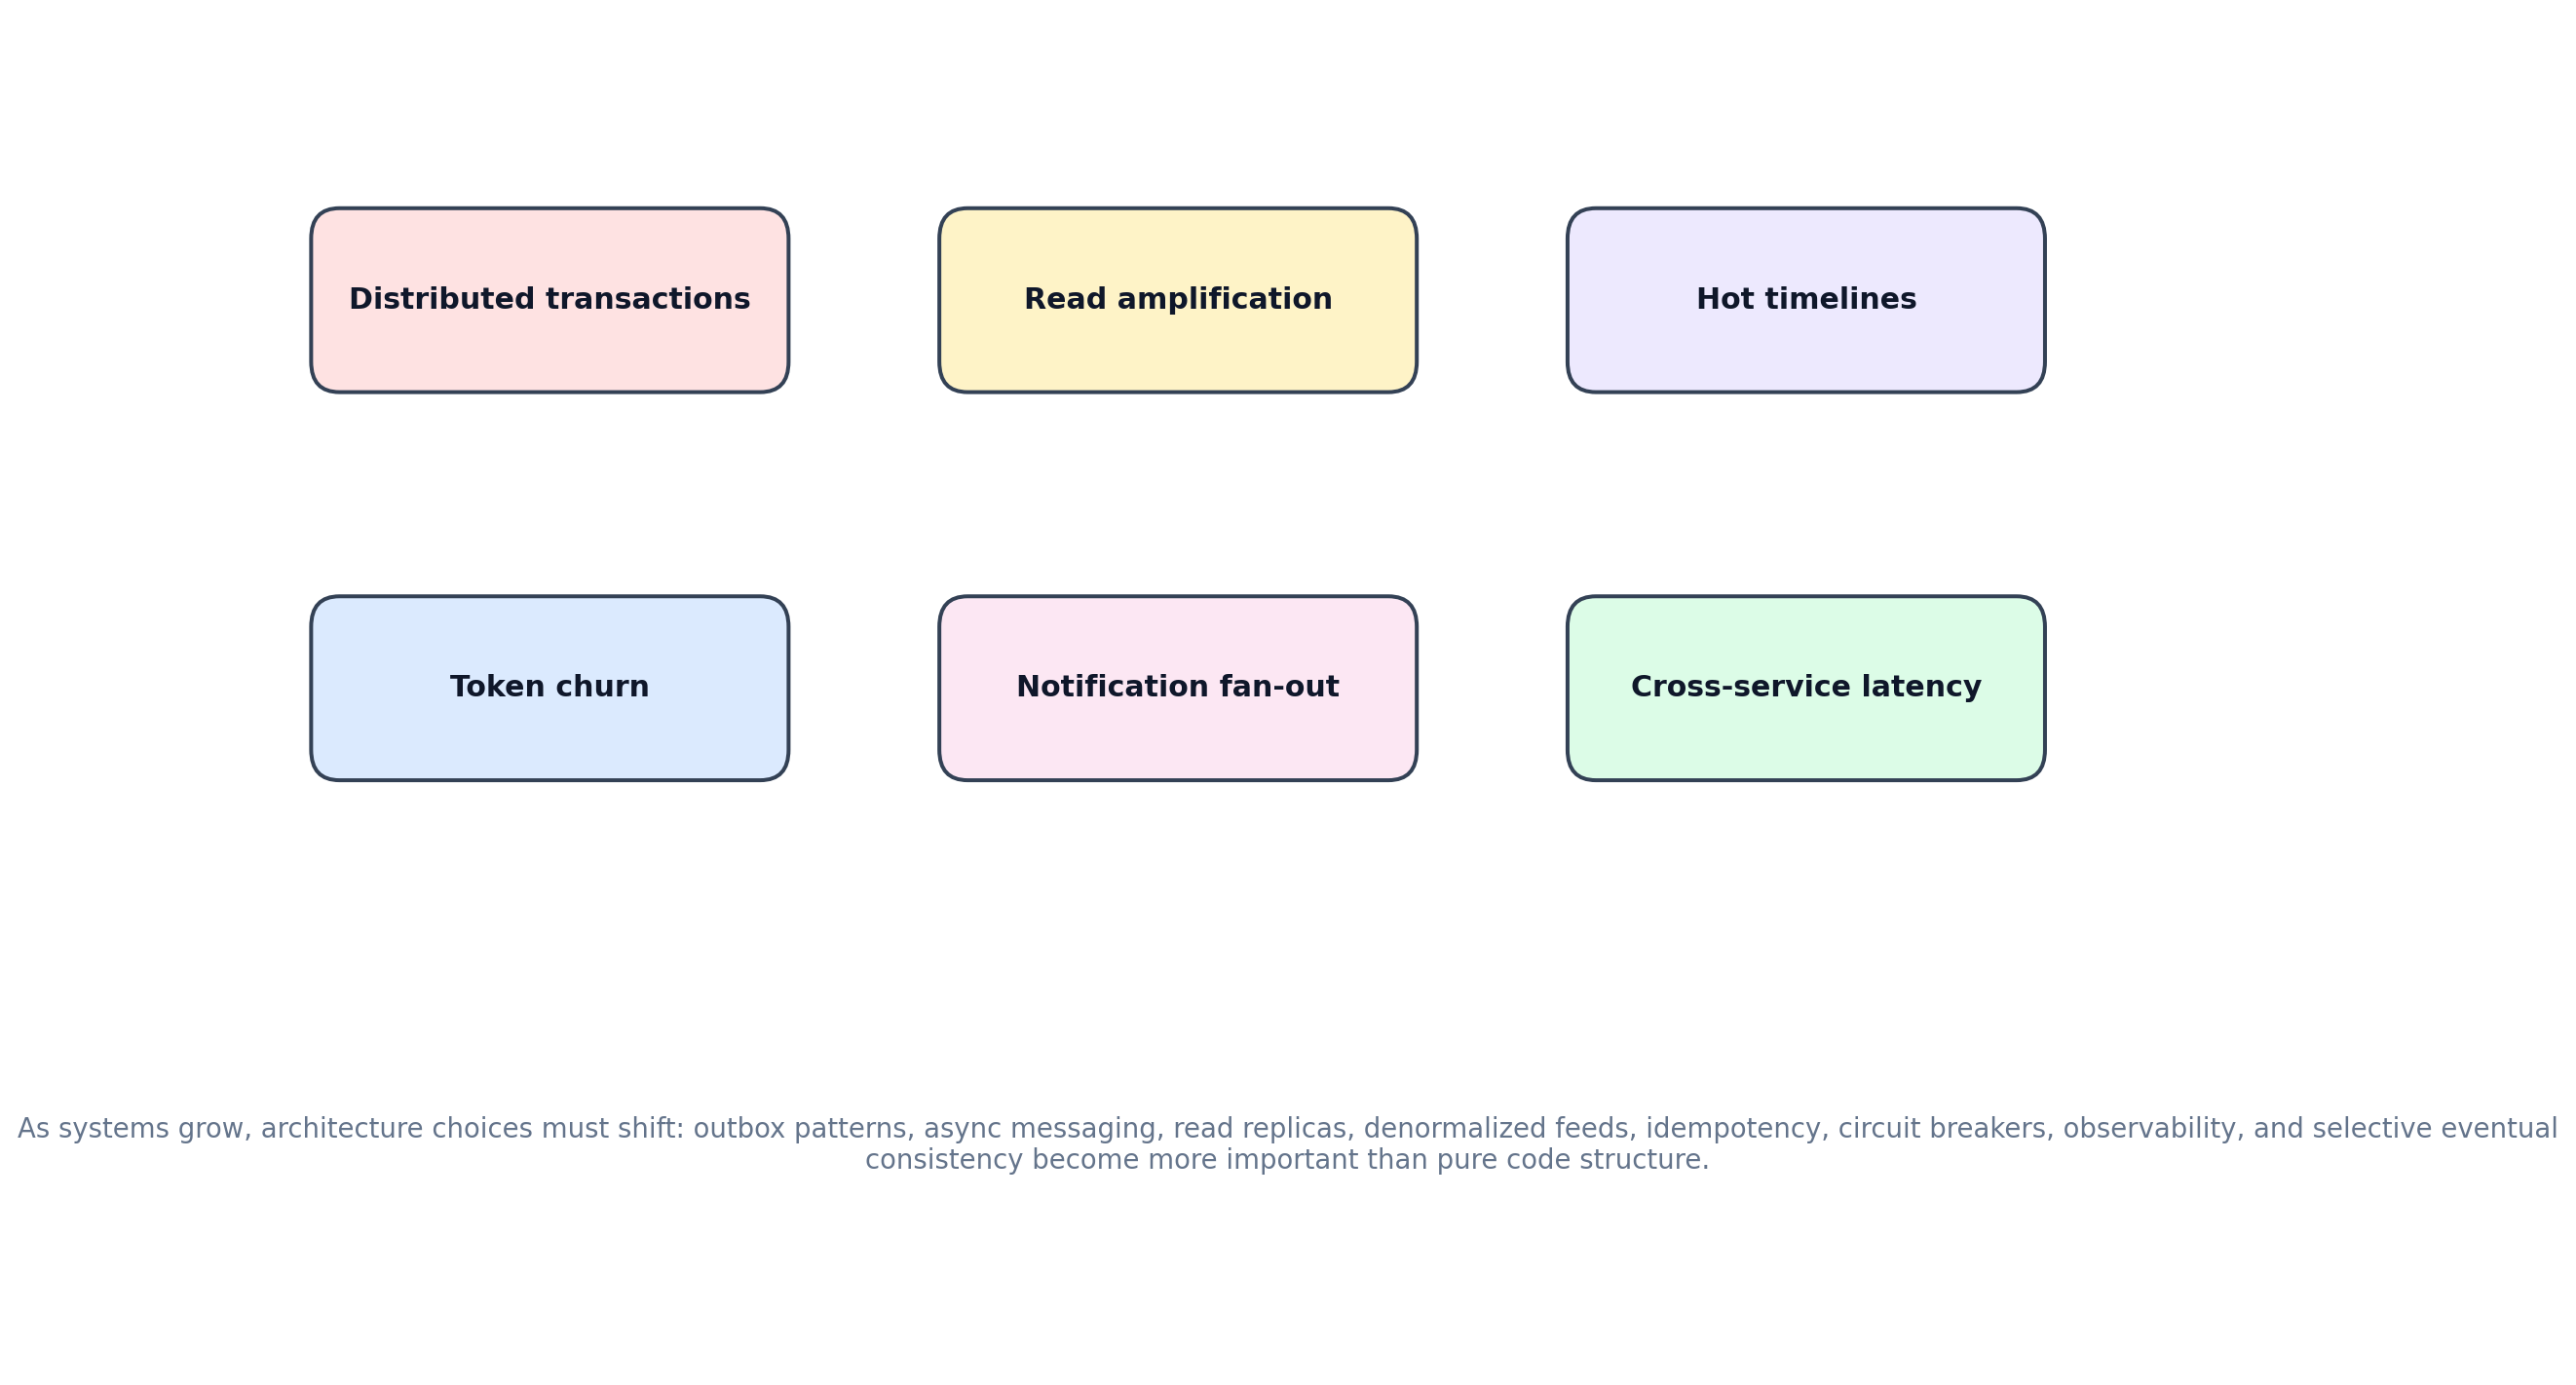 Distributed transactions
Read amplification
Hot timelines
Token churn
Notification fan-out
Cross-service latency
As systems grow, architecture choices must shift: outbox patterns, async messaging, read replicas, denormalized feeds, idempotency, circuit breakers, observability, and selective eventual
consistency become more important than pure code structure.